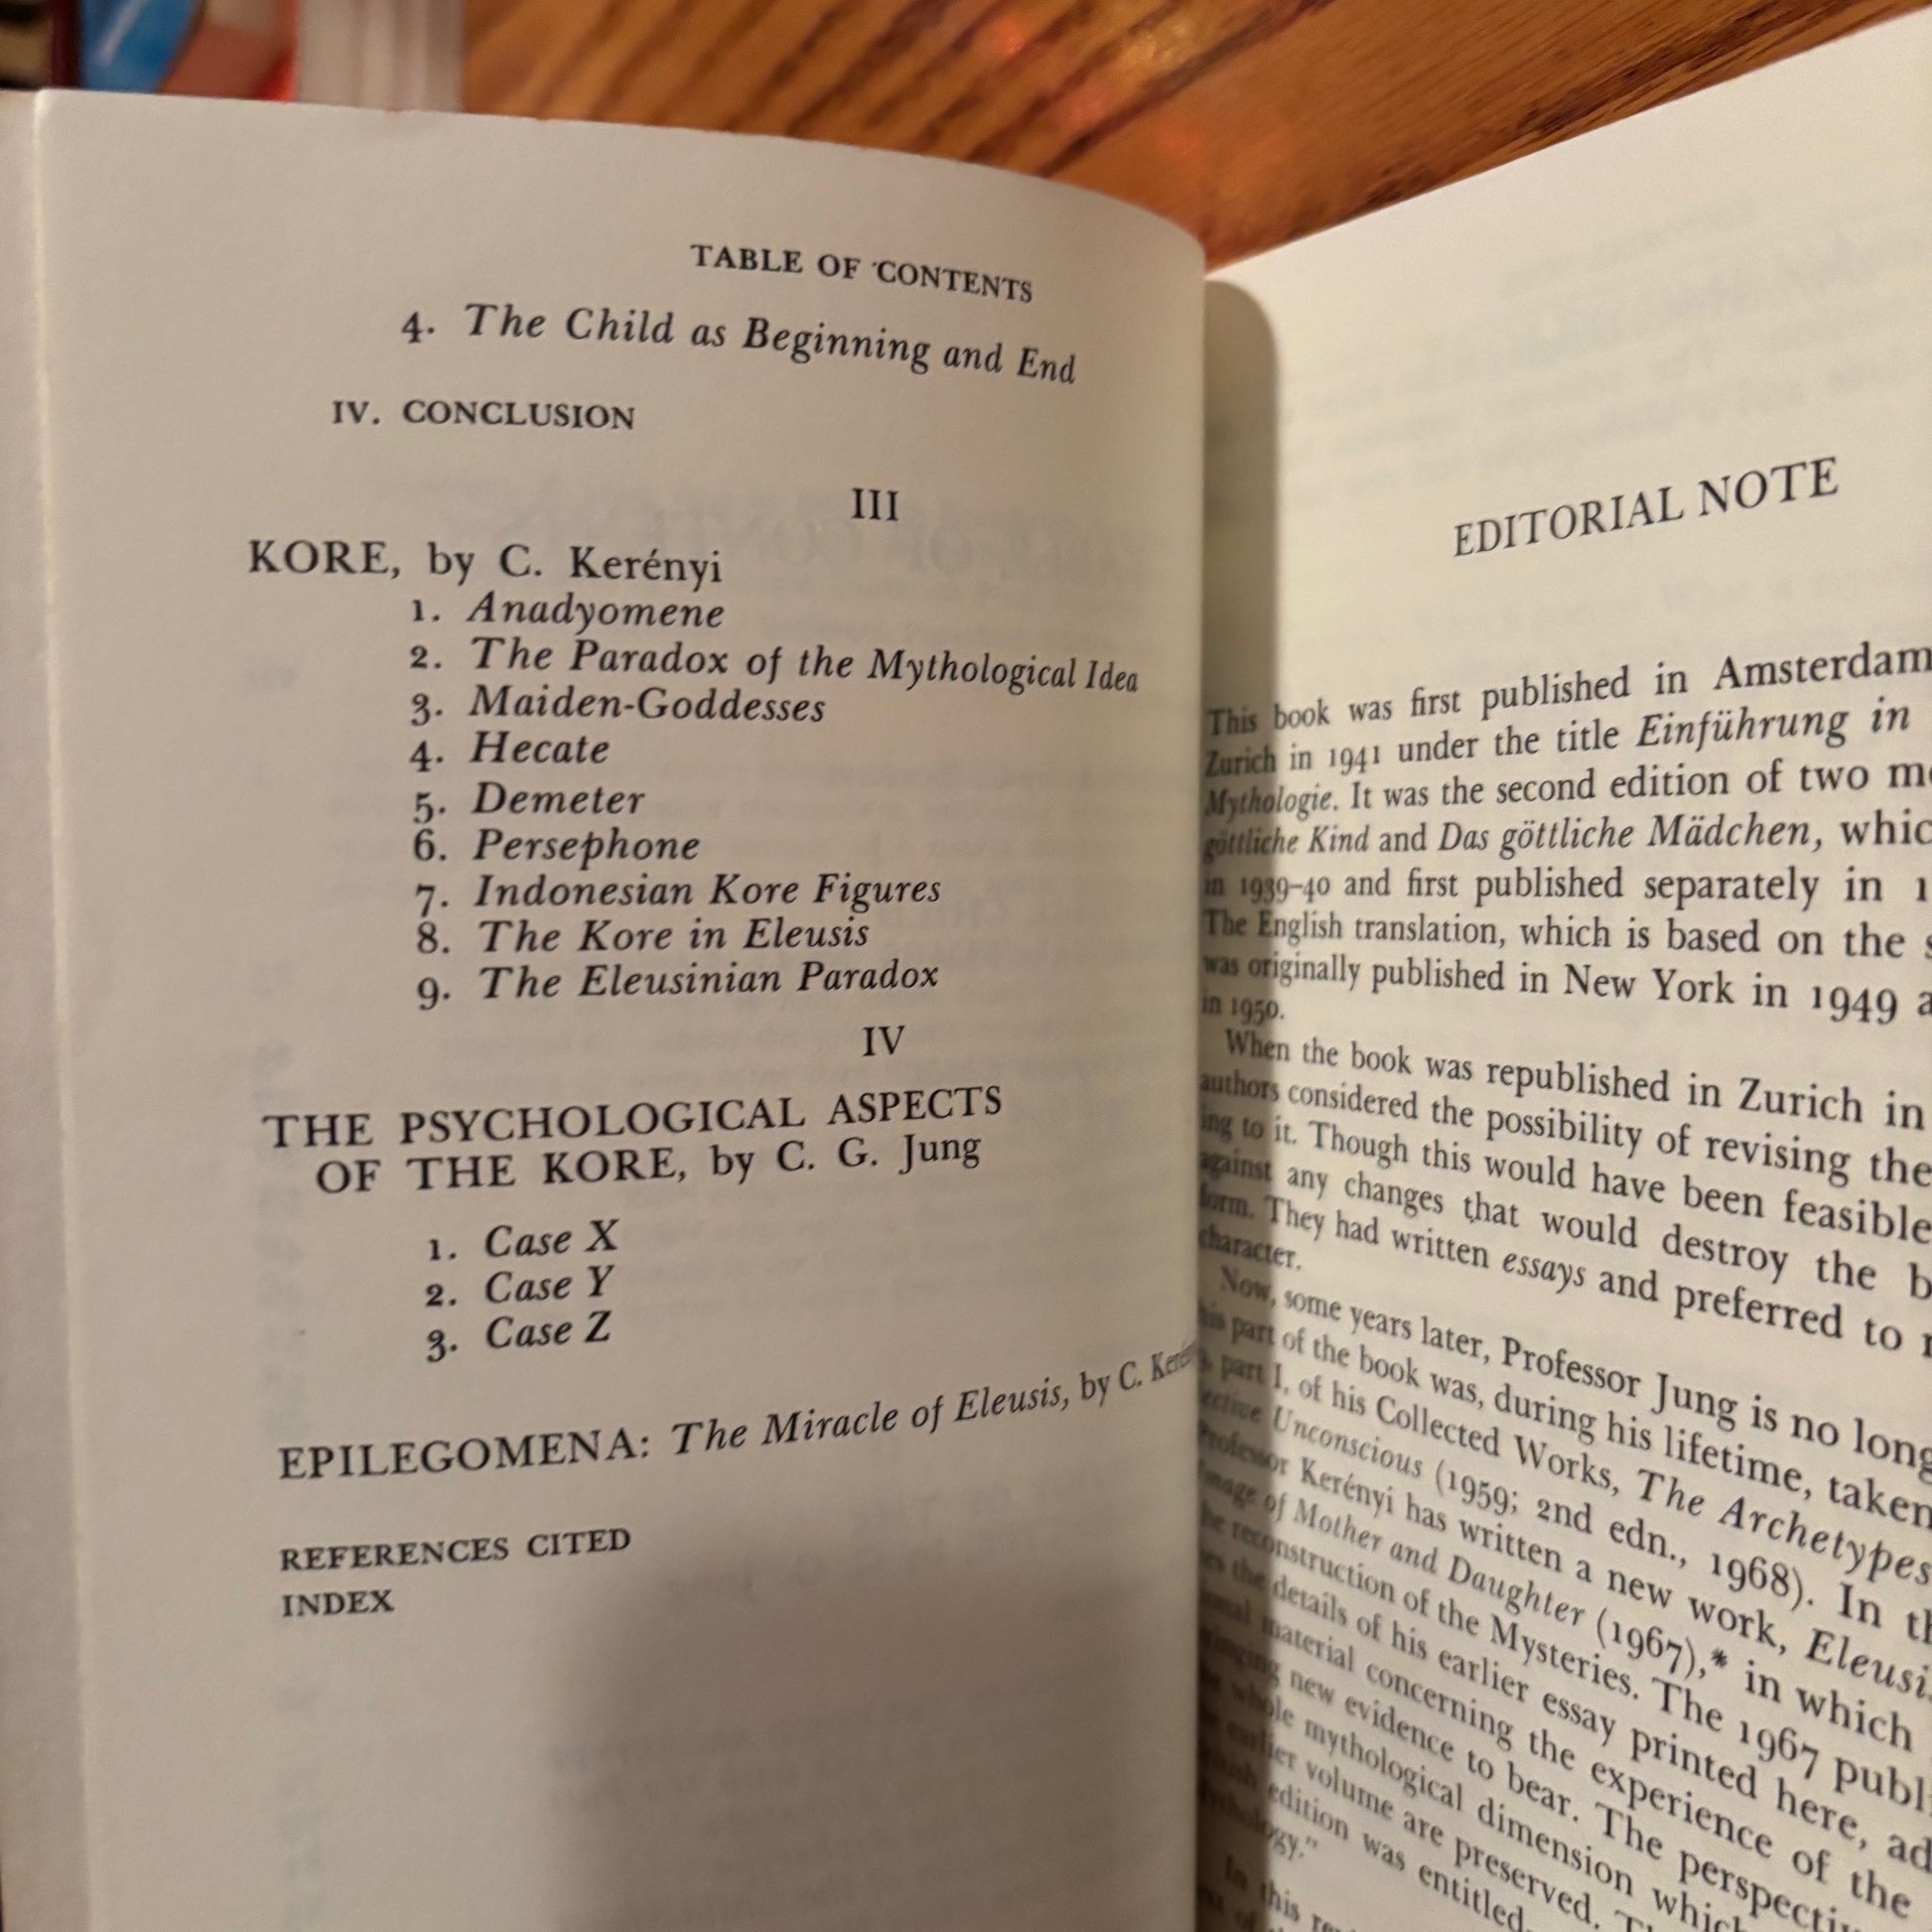 TABLE OF CONTENTS
4. The Child as Beginning and End
IV. CONCLUSION
III
KORE, by C. Kerényi
1. Anadyomene
2. The Paradox of the Mythological Idea
3. Maiden-Goddesses
4. Hecate
5. Demeter
6. Persephone
7. Indonesian Kore Figures
8. The Kore in Eleusis
9. The Eleusinian Paradox
IV
THE PSYCHOLOGICAL ASPECTS
OF THE KORE, by C. G. Jung
1. Case X
2. Case Y
3. Case Z
EPILEGOMENA: The Miracle of Eleusis, by C.
REFERENCES CITED
INDEX
EDITORIAL NOTE
This book was first published in Amsterdam
Zurich in 1941 under the title Einführung in
Mythologie. It was the second edition of two
göttliche Kind and Das göttliche Mädchen,
in 1939–40 and first published separately in
The English translation, which is based on the
was originally published in New York in 1949
in 1950.
When the book was republished in Zurich in
authors considered the possibility of revising the
ing to it. Though this would have been feasible
against any changes that would destroy the
form. They had written essays and preferred to
character.
Now, some years later, Professor Jung is no
his part of the book was, during his lifetime, taken
part I, of his Collected Works, The Archetypes
Unconscious (1959; 2nd edn., 1968). In
Professor Kerényi has written a new work,
Image of Mother and Daughter (1967),* in which
the reconstruction of the Mysteries. The 1967
the details of his earlier essay printed here,
material concerning the experience of the
new evidence to bear. The
whole mythological dimension
earlier volume are preserved.
edition was entitled
this